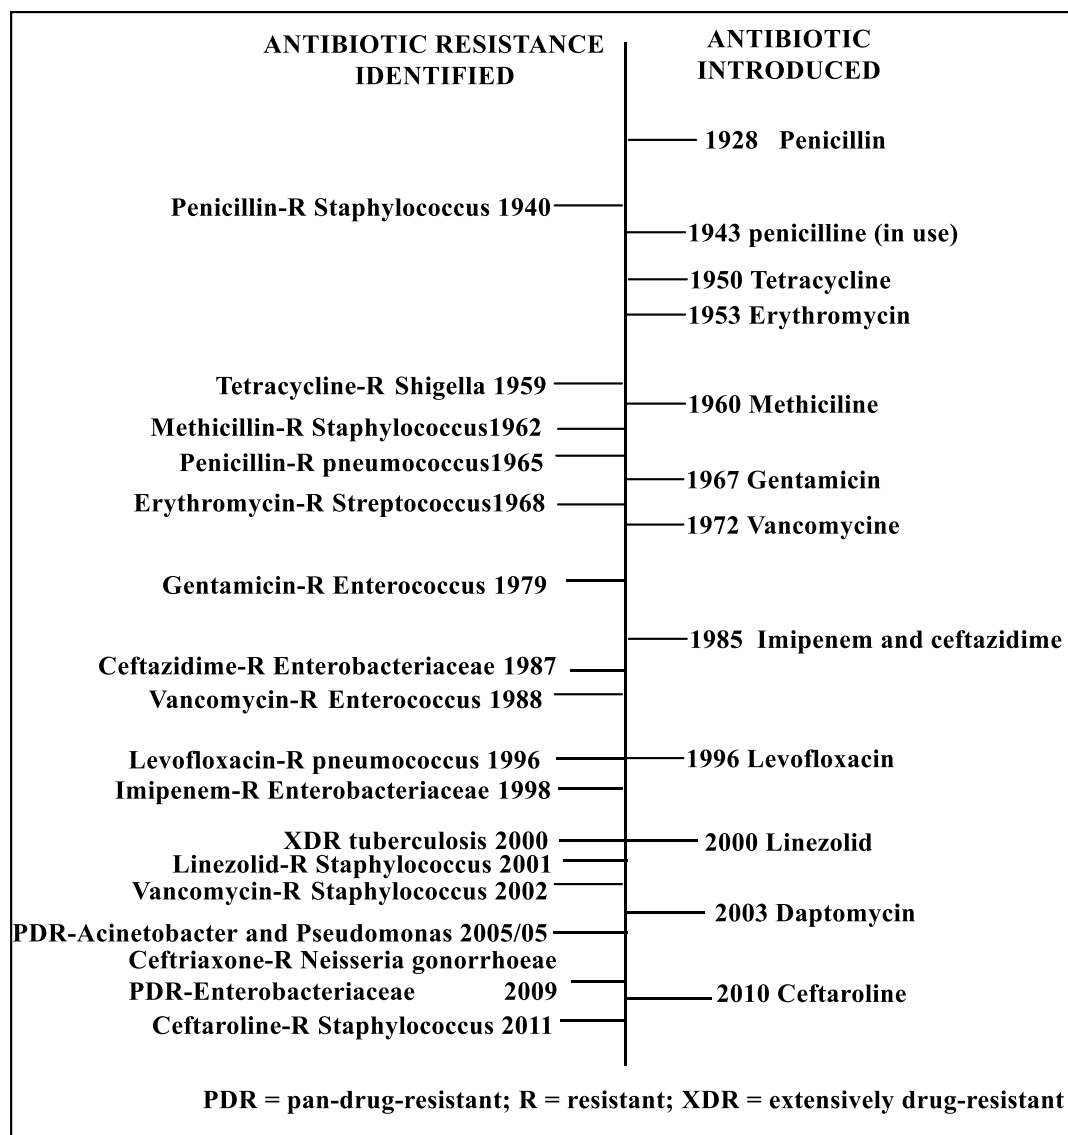 ANTIBIOTIC RESISTANCE
IDENTIFIED
ANTIBIOTIC
INTRODUCED
1928 Penicillin
Penicillin-R Staphylococcus 1940
1943 penicilline (in use)
1950 Tetracycline
1953 Erythromycin
Tetracycline-R Shigella 1959
1960 Methiciline
Methicillin-R Staphylococcus1962
Penicillin-R pneumococcus1965
1967 Gentamicin
Erythromycin-R Streptococcus1968
1972 Vancomycine
Gentamicin-R Enterococcus 1979
1985 Imipenem and ceftazidime
Ceftazidime-R Enterobacteriaceae 1987
Vancomycin-R Enterococcus 1988
Levofloxacin-R pneumococcus 1996
1996 Levofloxacin
Imipenem-R Enterobacteriaceae 1998
XDR tuberculosis 2000
2000 Linezolid
Linezolid-R Staphylococcus 2001
Vancomycin-R Staphylococcus 2002
2003 Daptomycin
PDR-Acinetobacter and Pseudomonas 2005/05
Ceftriaxone-R Neisseria gonorrhoeae
PDR-Enterobacteriaceae 2009
2010 Ceftaroline
Ceftaroline-R Staphylococcus 2011
PDR = pan-drug-resistant; R = resistant; XDR = extensively drug-resistant